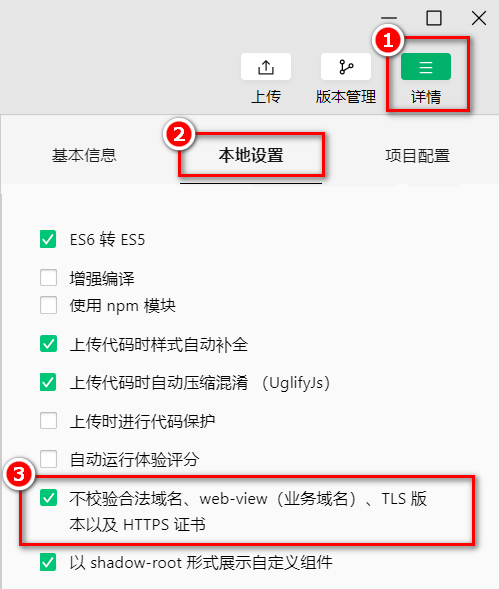 1
上传 版本管理 详情
2
基本信息 本地设置 项目配置
ES6 转 ES5
增强编译
使用 npm 模块
上传代码时样式自动补全
上传代码时自动压缩混淆 （UglifyJs）
上传时进行代码保护
自动运行体验评分
3
不校验合法域名、web-view（业务域名）、TLS 版
本以及 HTTPS 证书
以 shadow-root 形式展示自定义组件